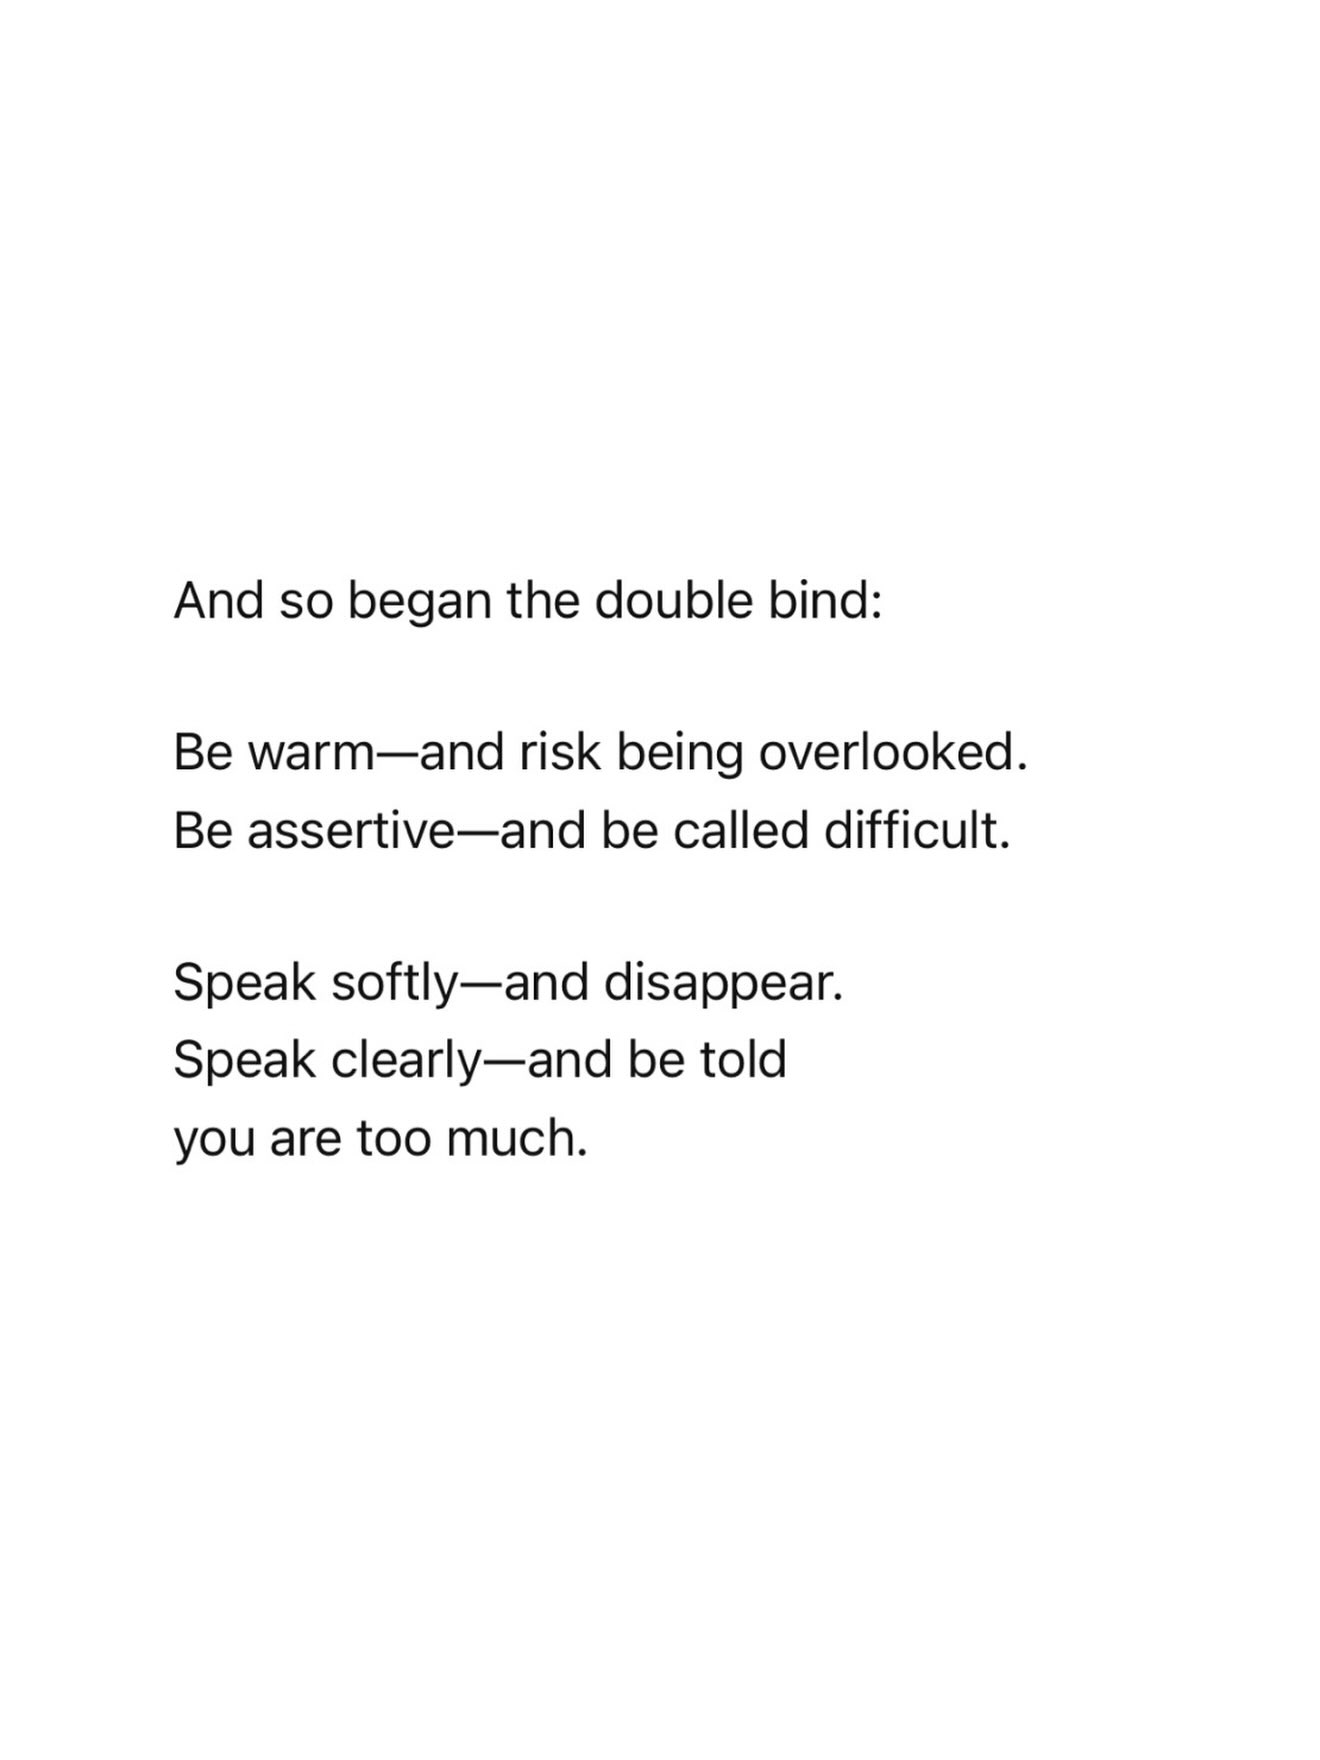 And so began the double bind:
Be warm—and risk being overlooked.
Be assertive—and be called difficult.
Speak softly—and disappear.
Speak clearly—and be told
you are too much.